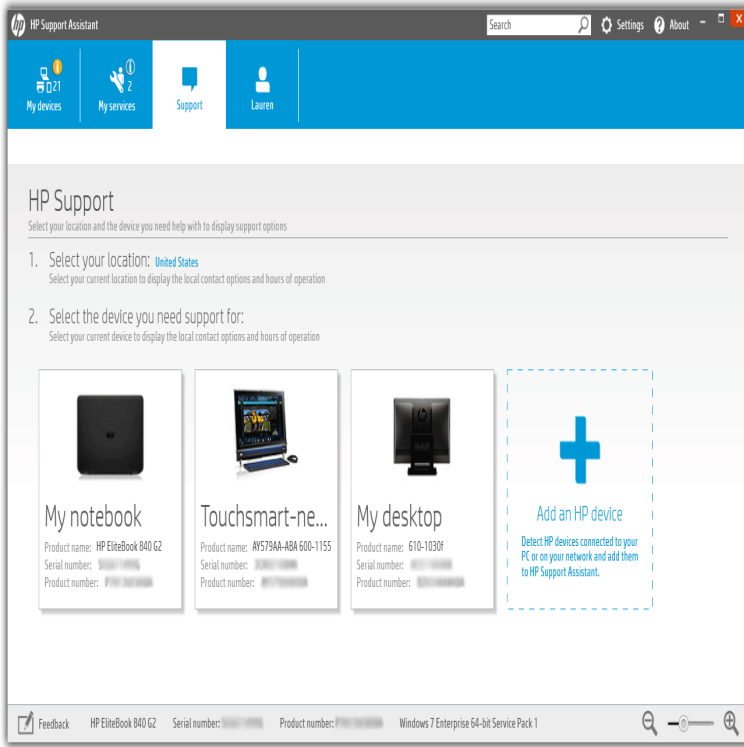 hp HP Support Assistant Search Settings ? About
21 2
My devices My services Support Lauren
HP Support
Select your location and the device you need help with to display support options
1. Select your location: United States
Select your current location to display the local contact options and hours of operation
2. Select the device you need support for:
Select your current device to display the local contact options and hours of operation
My notebook
Product name: HP EliteBook 840 G2
Serial number:
Product number:
Touchsmart-ne...
Product name: AY579AA-ABA 600-1155
Serial number:
Product number:
My desktop
Product name: 610-1030f
Serial number:
Product number:
Add an HP device
Detect HP devices connected to your
PC or on your network and add them
to HP Support Assistant.
Feedback HP EliteBook 840 G2 Serial number: Product number: Windows 7 Enterprise 64-bit Service Pack 1